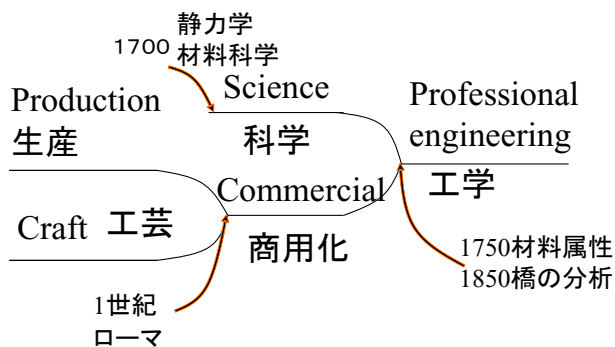 静力学
1700 材料科学
Science
科学
Production
生産
Professional
engineering
工学
Craft 工芸
Commercial
商用化
1750材料属性
1850橋の分析
1世紀
ローマ